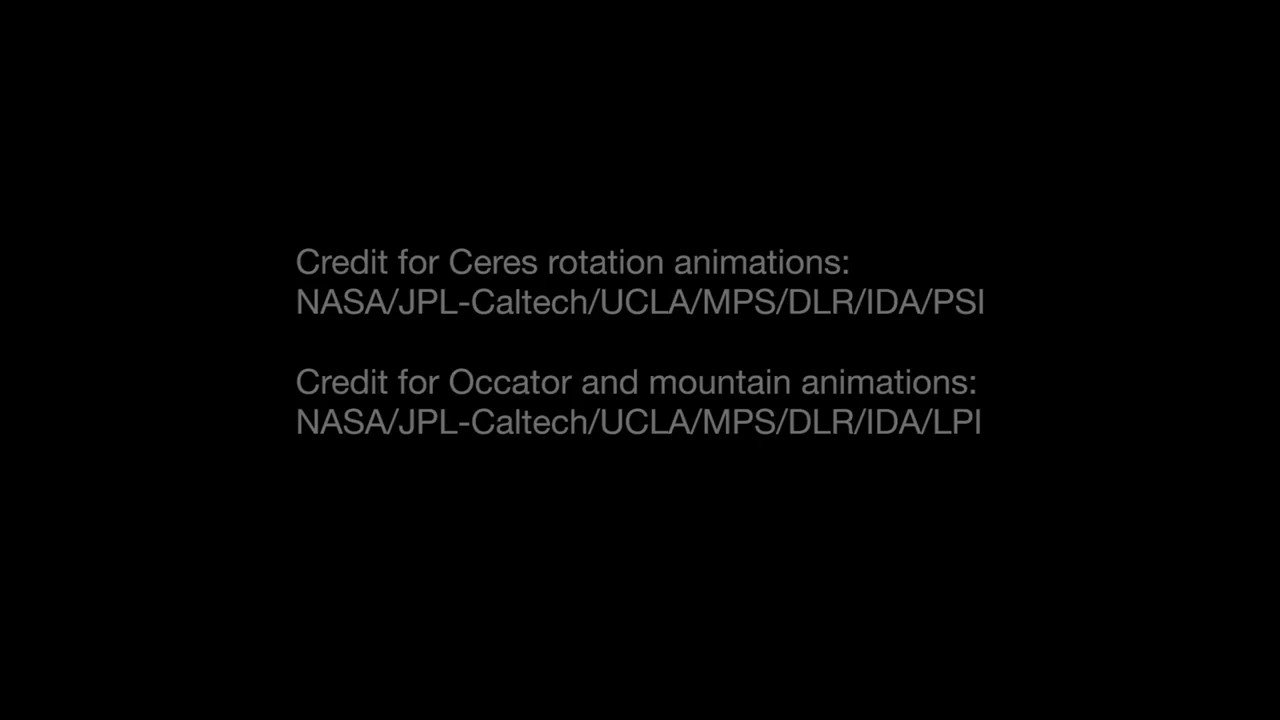 Credit for Ceres rotation animations:
NASA/JPL-Caltech/UCLA/MPS/DLR/IDA/PSI
Credit for Occator and mountain animations:
NASA/JPL-Caltech/UCLA/MPS/DLR/IDA/LPI